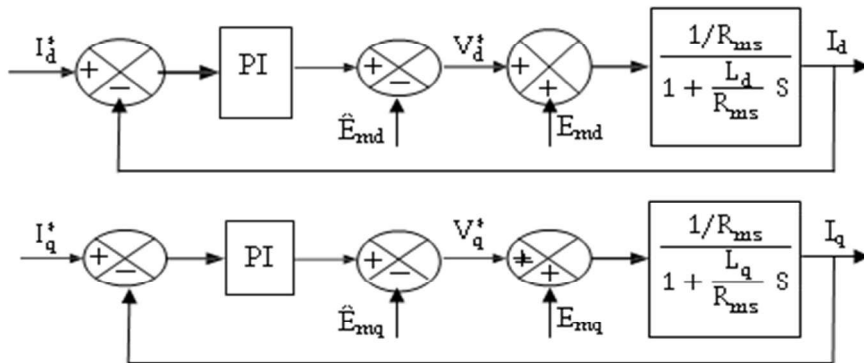 I*d
+
−
PI
+
−
V*d
+
+
Êmd
Emd
1/Rms
1 + Ld/Rms S
Id
I*q
+
−
PI
+
−
V*q
+
+
Êmq
Emq
1/Rms
1 + Lq/Rms S
Iq